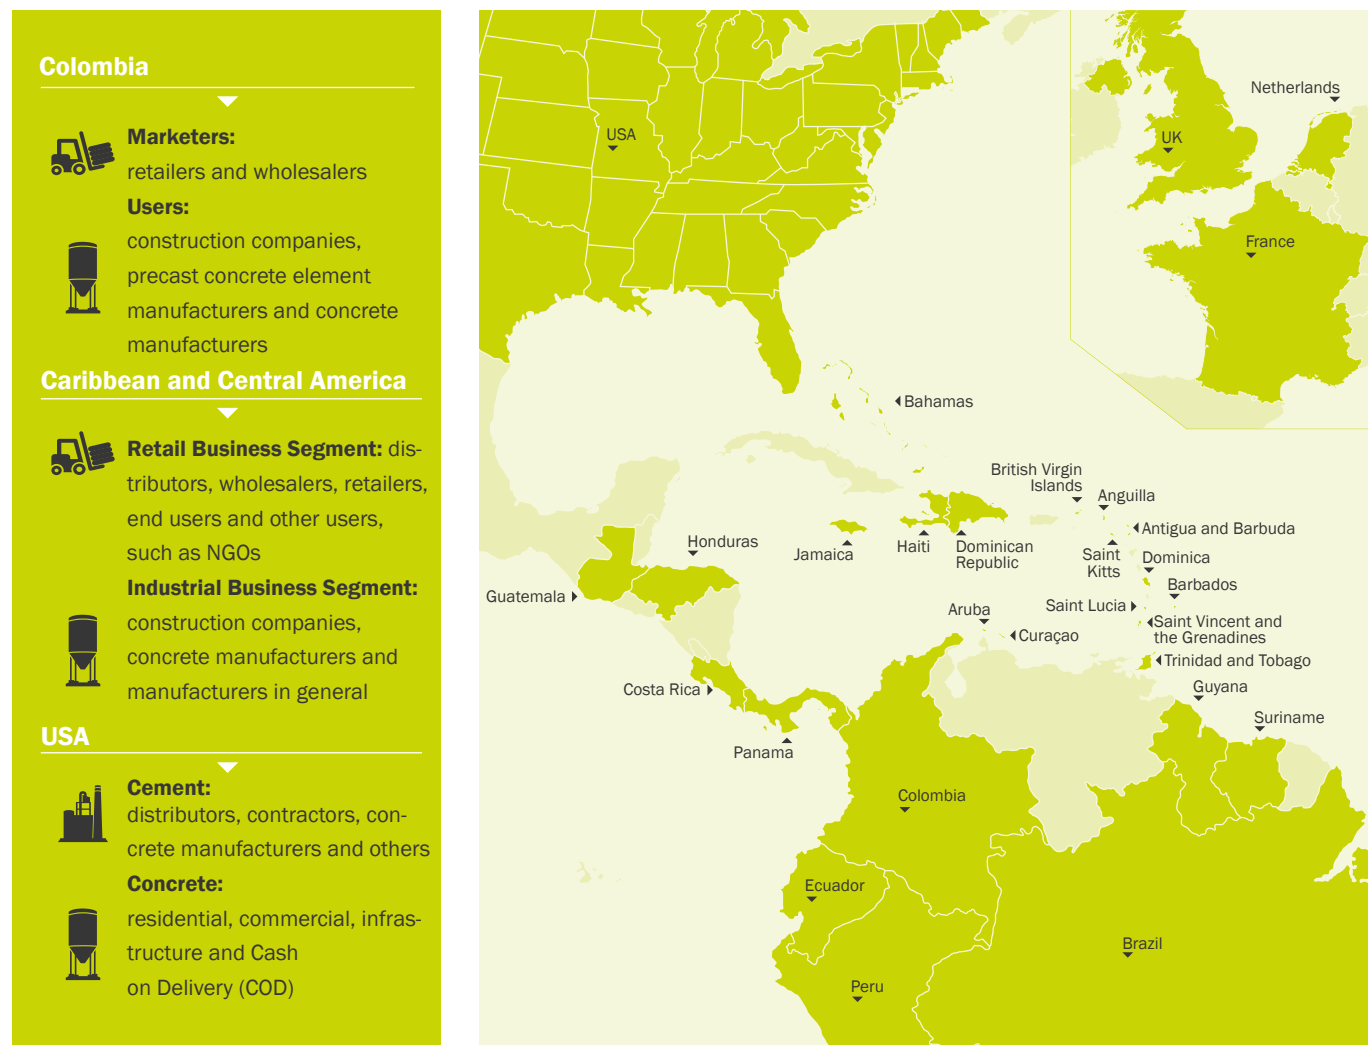 Colombia
Marketers:
retailers and wholesalers
Users:
construction companies,
precast concrete element
manufacturers and concrete
manufacturers
Caribbean and Central America
Retail Business Segment: dis-
tributors, wholesalers, retailers,
end users and other users,
such as NGOs
Industrial Business Segment:
construction companies,
concrete manufacturers and
manufacturers in general
USA
Cement:
distributors, contractors, con-
crete manufacturers and others
Concrete:
residential, commercial, infras-
tructure and Cash
on Delivery (COD)
Netherlands
USA
UK
France
Bahamas
British Virgin
Islands
Anguilla
Antigua and Barbuda
Honduras
Jamaica
Haiti
Dominican
Republic
Saint
Kitts
Dominica
Barbados
Guatemala
Aruba
Saint Lucia
Curaçao
Saint Vincent and
the Grenadines
Trinidad and Tobago
Costa Rica
Guyana
Suriname
Panama
Colombia
Ecuador
Brazil
Peru